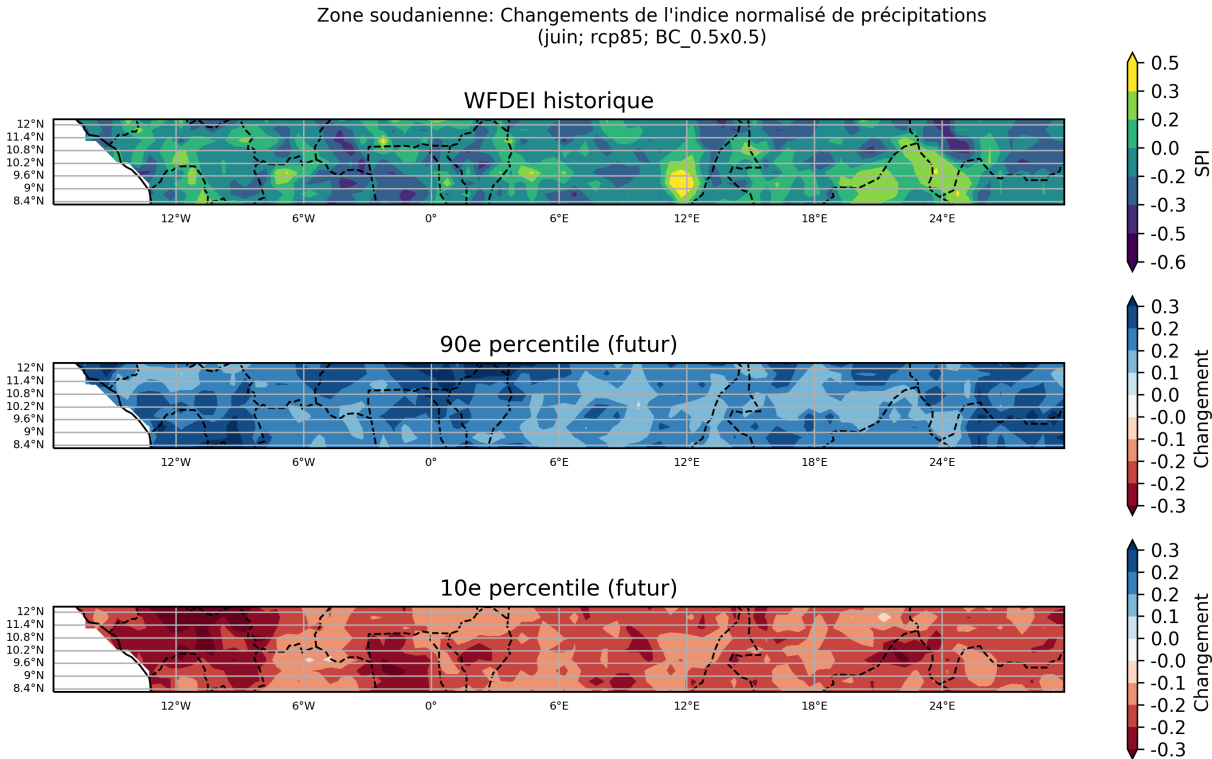 Zone soudanienne: Changements de l'indice normalisé de précipitations
(juin; rcp85; BC_0.5x0.5)
WFDEI historique
12°N
11.4°N
10.8°N
10.2°N
9.6°N
9°N
8.4°N
12°W 6°W 0° 6°E 12°E 18°E 24°E
0.5
0.3
0.2
0.0
-0.2
-0.3
-0.5
-0.6
SPI
90e percentile (futur)
12°N
11.4°N
10.8°N
10.2°N
9.6°N
9°N
8.4°N
12°W 6°W 0° 6°E 12°E 18°E 24°E
0.3
0.2
0.2
0.1
0.0
-0.0
-0.1
-0.2
-0.2
-0.3
Changement
10e percentile (futur)
12°N
11.4°N
10.8°N
10.2°N
9.6°N
9°N
8.4°N
12°W 6°W 0° 6°E 12°E 18°E 24°E
0.3
0.2
0.2
0.1
0.0
-0.0
-0.1
-0.2
-0.2
-0.3
Changement